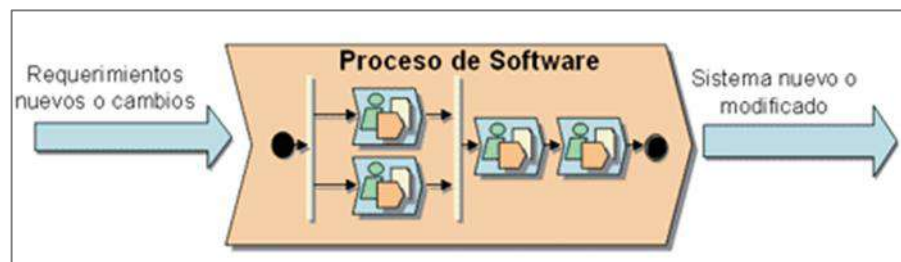 Proceso de Software
Requerimientos
nuevos o cambios
Sistema nuevo o
modificado